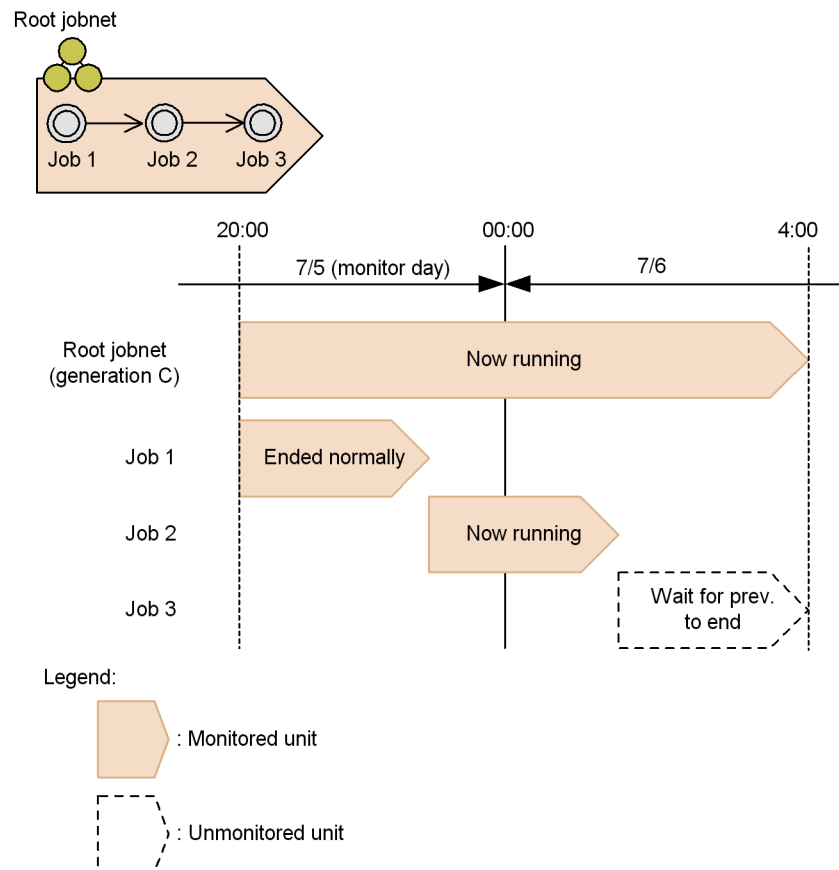 Root jobnet
Job 1
Job 2
Job 3
20:00
00:00
4:00
7/5 (monitor day)
7/6
Root jobnet
(generation C)
Now running
Job 1
Ended normally
Job 2
Now running
Job 3
Wait for prev.
to end
Legend:
: Monitored unit
: Unmonitored unit